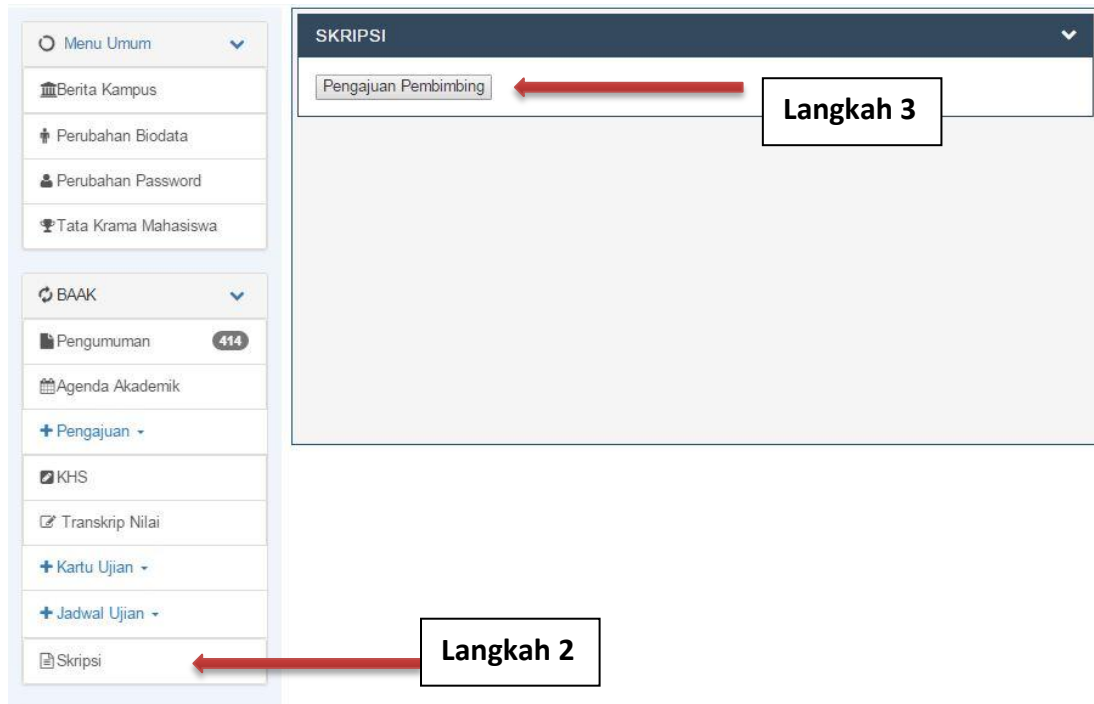 Menu Umum
Berita Kampus
Perubahan Biodata
Perubahan Password
Tata Krama Mahasiswa
BAAK
Pengumuman 414
Agenda Akademik
+ Pengajuan
KHS
Transkrip Nilai
+ Kartu Ujian
+ Jadwal Ujian
Skripsi
Langkah 2
SKRIPSI
Pengajuan Pembimbing
Langkah 3